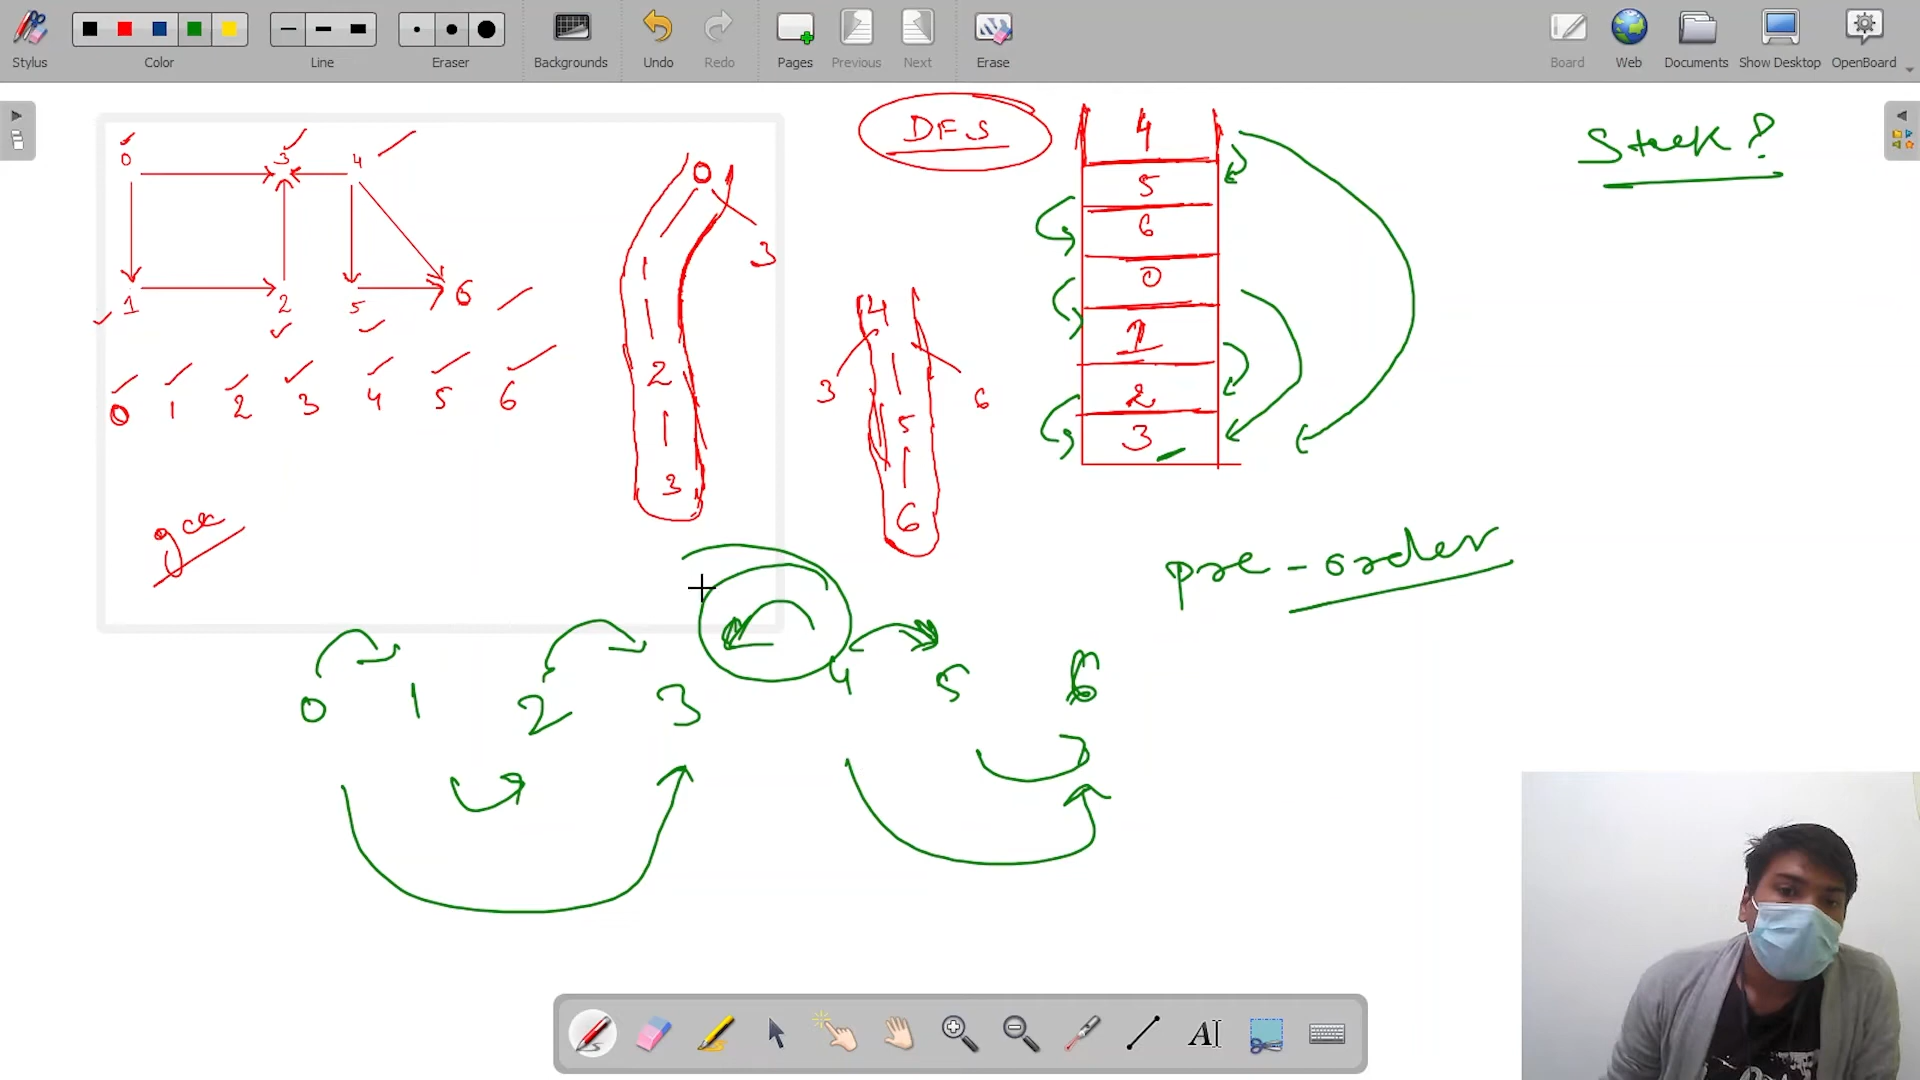 Stylus
Color
Line
Eraser
Backgrounds
Undo
Redo
Pages
Previous
Next
Erase
Board
Web
Documents
Show Desktop
OpenBoard
DFS
Stack?
0 3 4
1 2 5 6
0 1 2 3 4 5 6
0
3
1
2
3
4
3 6
5
6
4
5
6
0
1
2
3
pre-order
0 1 2 3 4 5 6
AI